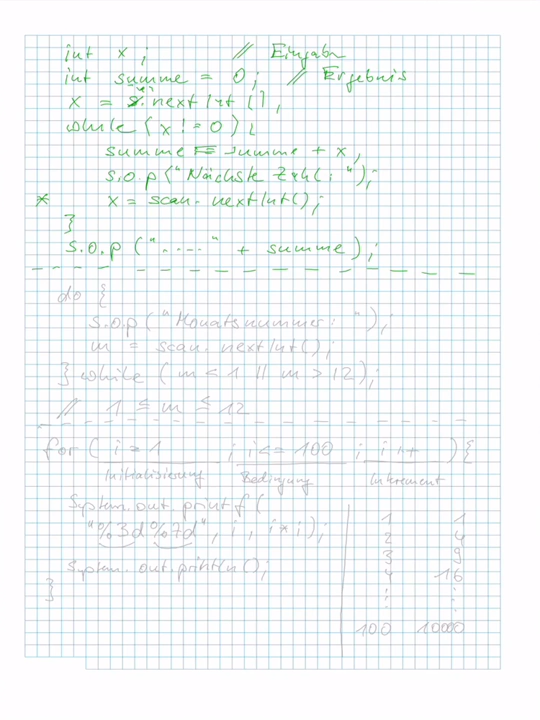 int x ; // Eingabe
int summe = 0; // Ergebnis
x = s.nextInt (),
while ( x != 0 ) {
summe = summe + x,
s.o.p ("Nächste Zahl: ");
* x = scan.nextInt();
}
s.o.p ("....." + summe);
do {
s.o.p ("Monatsnummer: ");
m = scan.nextInt();
} while ( m < 1 || m > 12);
// 1 ≤ m ≤ 12
for ( i = 1 ; i <= 100 ; i++ ) {
Initialisierung Bedingung Inkrement
System.out.printf (
"%3d%7d", i, i*i);
System.out.println();
}
1 1
2 4
3 9
4 16
⋮ ⋮
100 10000